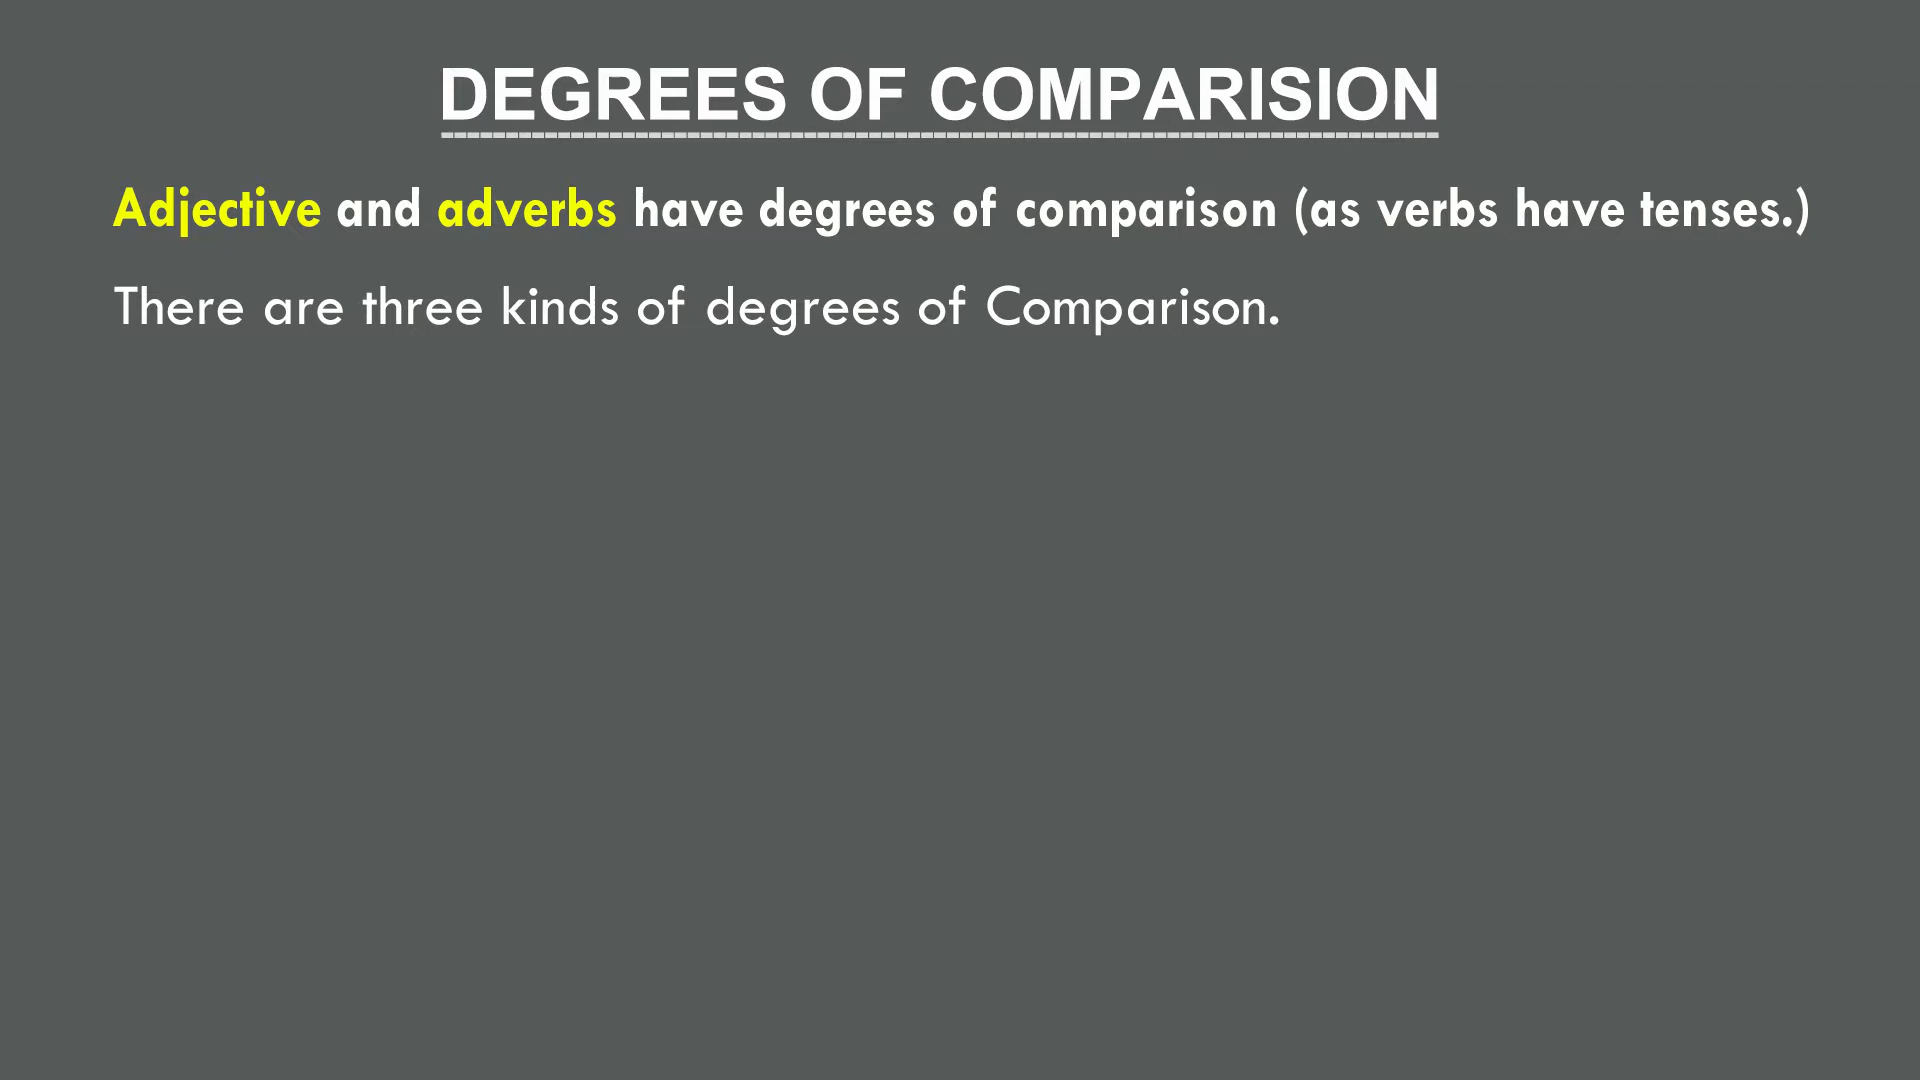 DEGREES OF COMPARISION
Adjective and adverbs have degrees of comparison (as verbs have tenses.)
There are three kinds of degrees of Comparison.